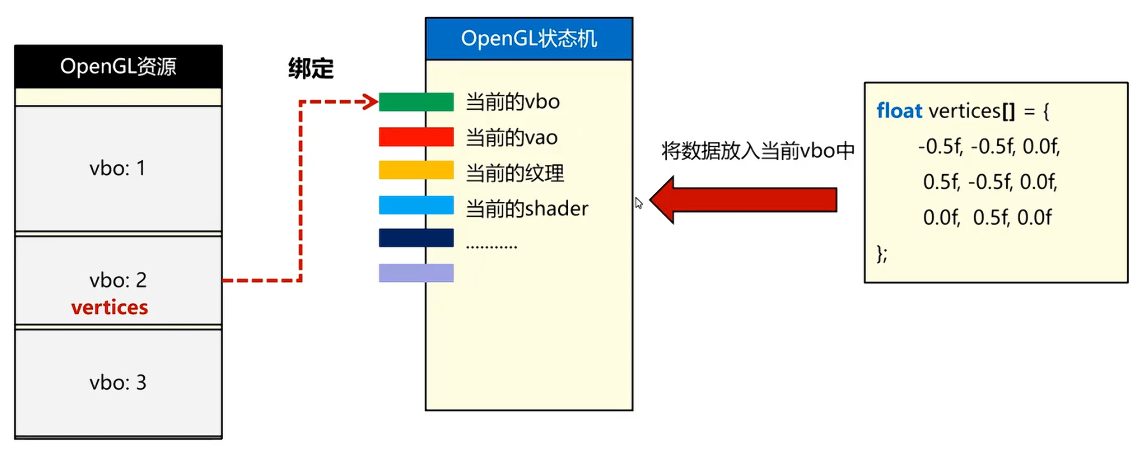 OpenGL资源
vbo: 1
vbo: 2
vertices
vbo: 3
绑定
OpenGL状态机
当前的vbo
当前的vao
当前的纹理
当前的shader
...........
将数据放入当前vbo中
float vertices[] = {
-0.5f, -0.5f, 0.0f,
0.5f, -0.5f, 0.0f,
0.0f, 0.5f, 0.0f
};